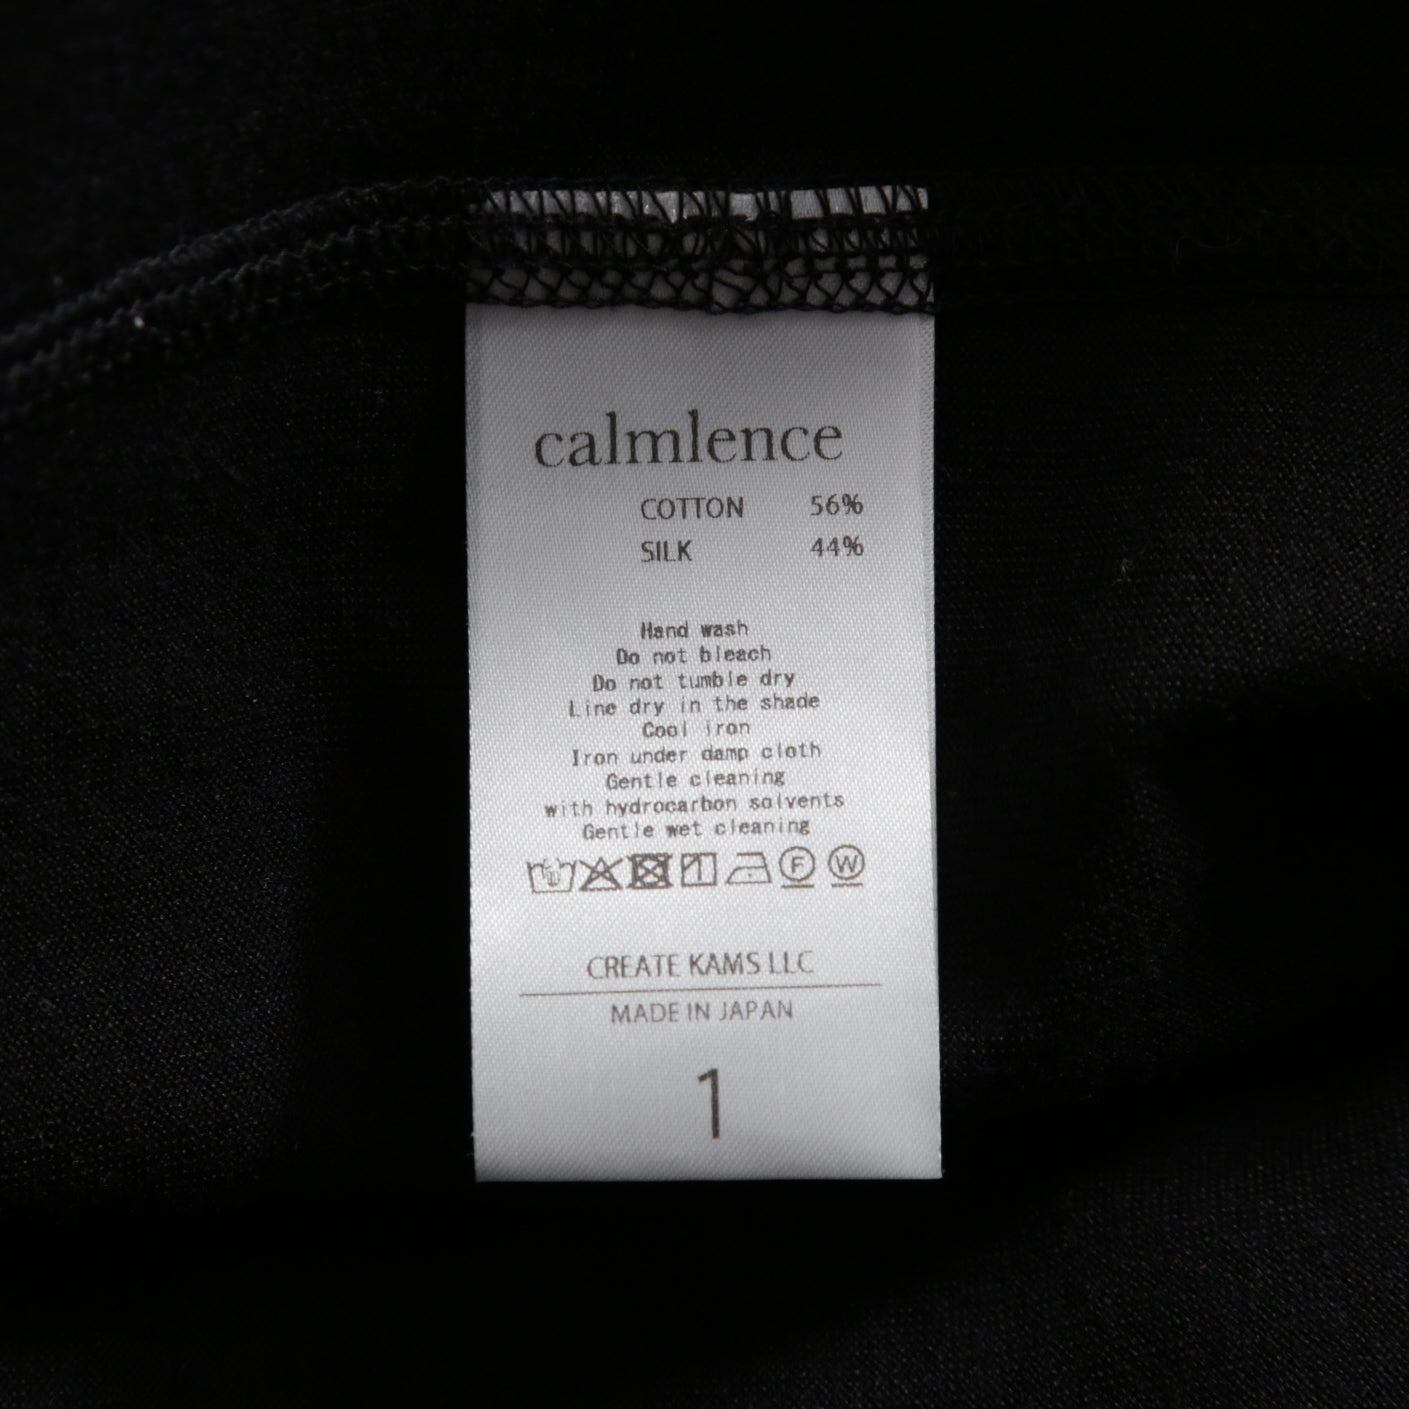 calmlence
COTTON 56%
SILK 44%
Hand wash
Do not bleach
Do not tumble dry
Line dry in the shade
Cool iron
Iron under damp cloth
Gentle cleaning
with hydrocarbon solvents
Gentle wet cleaning
F W
CREATE KAMS LLC
MADE IN JAPAN
1